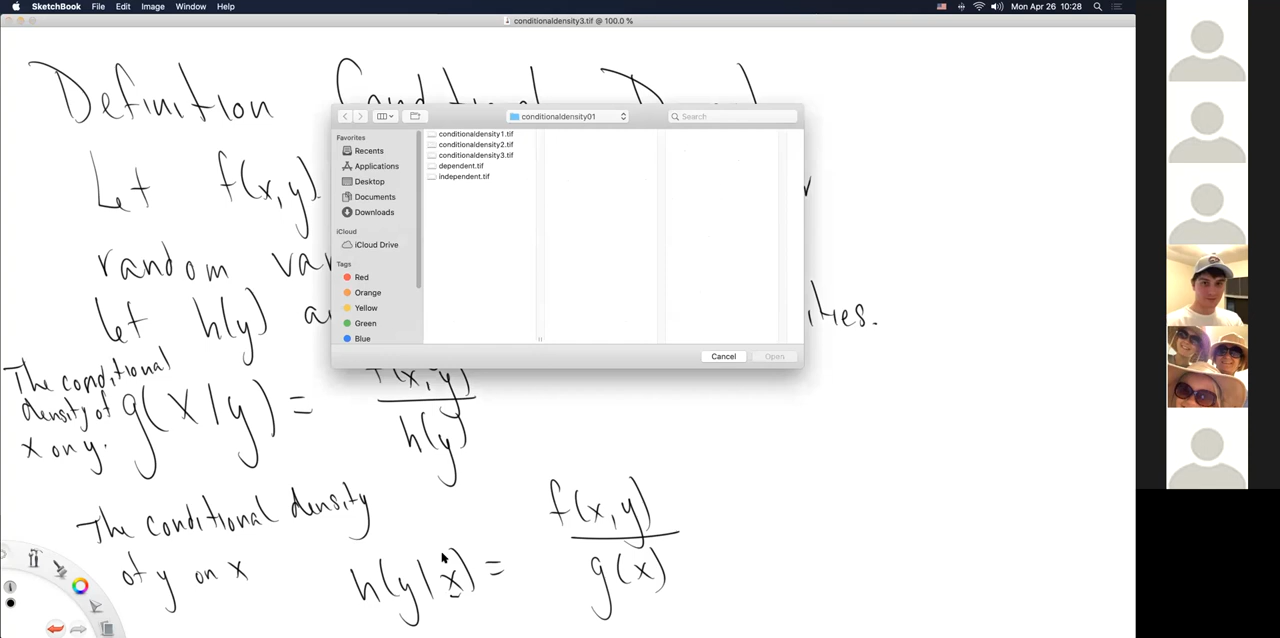 SketchBook File Edit Image Window Help Mon Apr 26 10:28
conditionaldensity3.tif @ 100.0 %
Definition
Let f(x,y)
random
let h(y)
The conditional
density of g(x|y) = f(x,y) / h(y)
x on y.
The conditional density
of y on x h(y|x) = f(x,y) / g(x)
conditionaldensity01
Search
Favorites
Recents
Applications
Desktop
Documents
Downloads
iCloud
iCloud Drive
Tags
Red
Orange
Yellow
Green
Blue
conditionaldensity1.tif
conditionaldensity2.tif
conditionaldensity3.tif
dependent.tif
independent.tif
Cancel Open